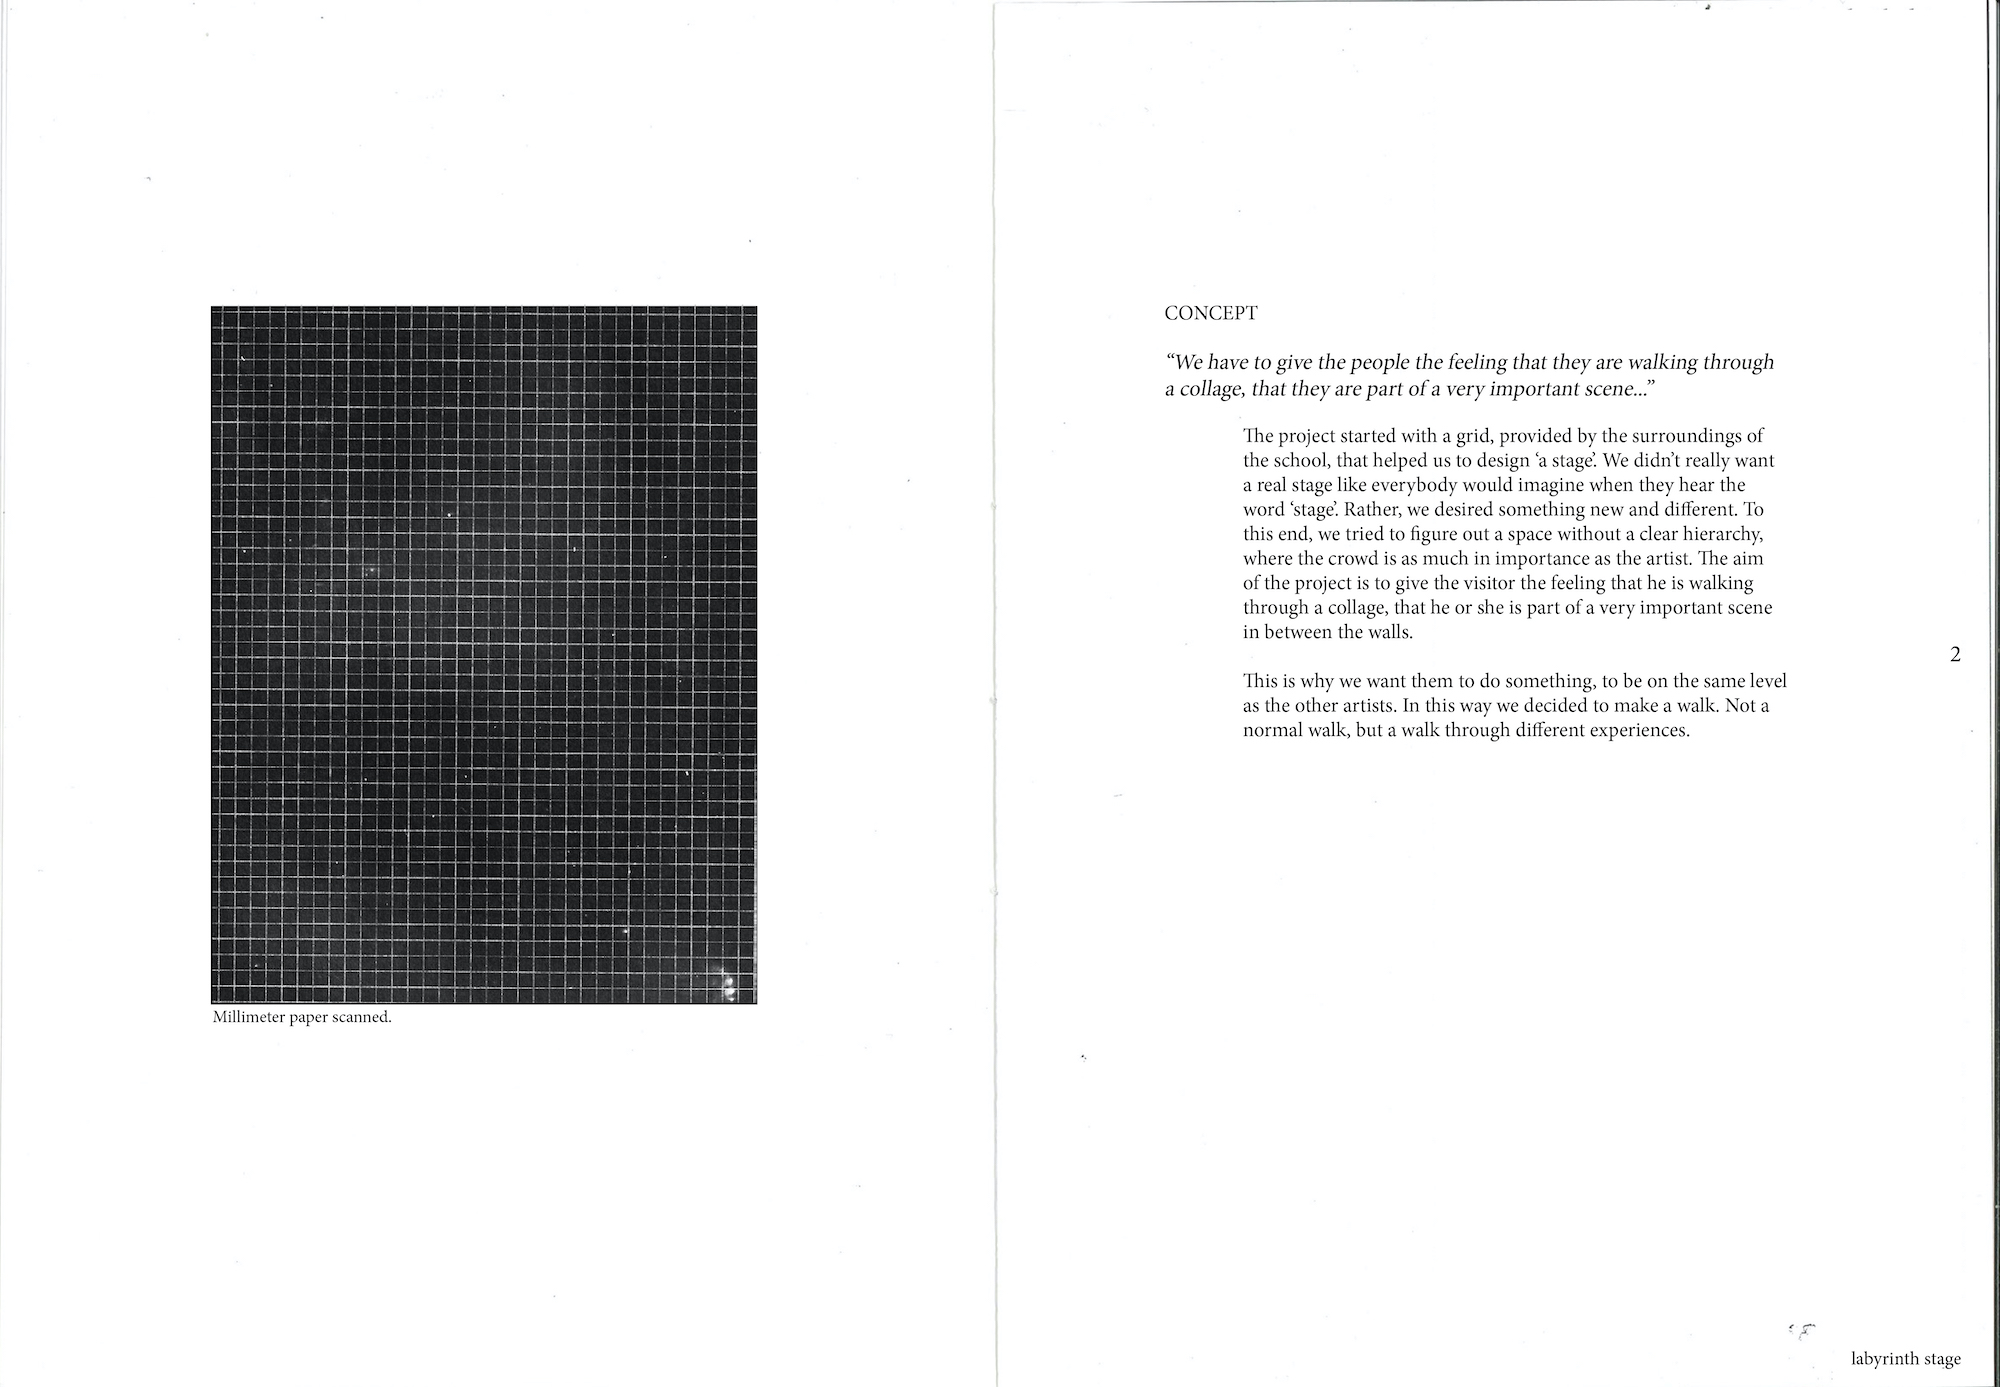 Millimeter paper scanned.
CONCEPT
“We have to give the people the feeling that they are walking through
a collage, that they are part of a very important scene...”
The project started with a grid, provided by the surroundings of
the school, that helped us to design ‘a stage’. We didn’t really want
a real stage like everybody would imagine when they hear the
word ‘stage’. Rather, we desired something new and different. To
this end, we tried to figure out a space without a clear hierarchy,
where the crowd is as much in importance as the artist. The aim
of the project is to give the visitor the feeling that he is walking
through a collage, that he or she is part of a very important scene
in between the walls.
This is why we want them to do something, to be on the same level
as the other artists. In this way we decided to make a walk. Not a
normal walk, but a walk through different experiences.
2
labyrinth stage